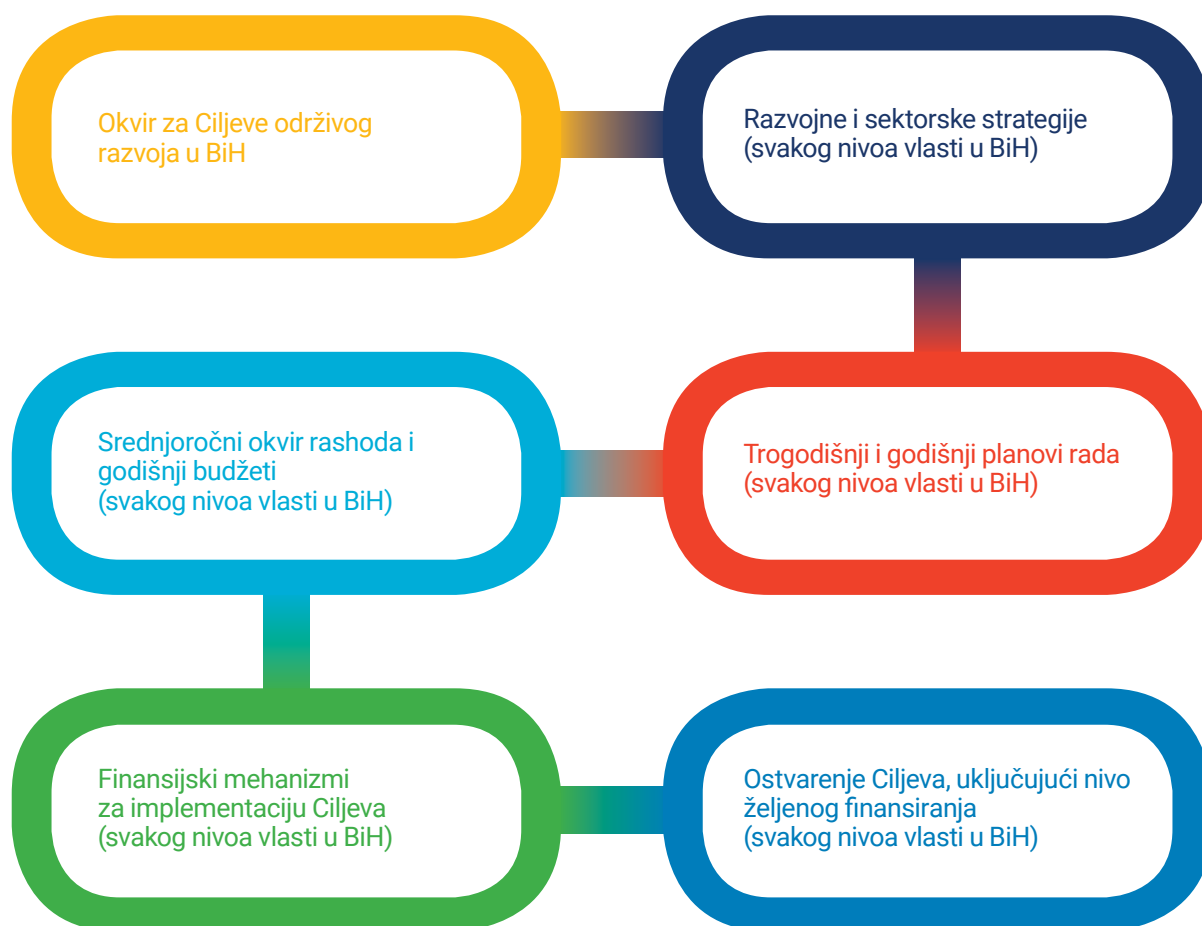 Okvir za Ciljeve održivog
razvoja u BiH
Razvojne i sektorske strategije
(svakog nivoa vlasti u BiH)
Srednjoročni okvir rashoda i
godišnji budžeti
(svakog nivoa vlasti u BiH)
Trogodišnji i godišnji planovi rada
(svakog nivoa vlasti u BiH)
Finansijski mehanizmi
za implementaciju Ciljeva
(svakog nivoa vlasti u BiH)
Ostvarenje Ciljeva, uključujući nivo
željenog finansiranja
(svakog nivoa vlasti u BiH)